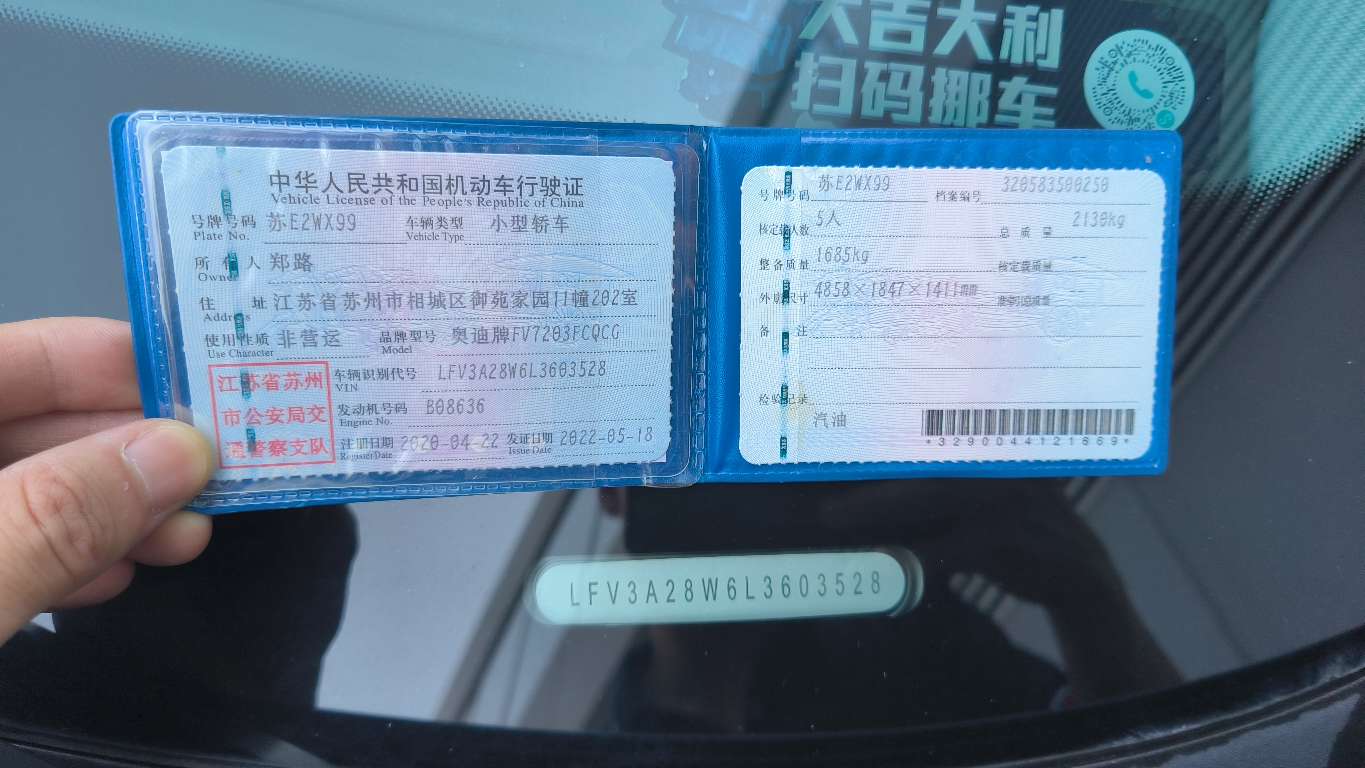 大吉大利
扫码挪车
中华人民共和国机动车行驶证
Vehicle License of the People's Republic of China
号牌号码 苏E2WX99 车辆类型 小型轿车
Plate No. Vehicle Type
所有人 郑路
Owner
住址 江苏省苏州市相城区御苑家园11幢202室
Address
使用性质 非营运 品牌型号 奥迪牌FV7203FCQCG
Use Character Model
江苏省苏州
市公安局交
通警察支队
车辆识别代号 LFV3A28W6L3603528
VIN
发动机号码 B08636
Engine No.
注册日期 2020-04-22 发证日期 2022-05-18
Register Date Issue Date
号牌号码 苏E2WX99 档案编号 320583500250
核定载人数 5人 总质量 2130kg
整备质量 1685kg 核定载质量 --
外廓尺寸 4858×1847×1411mm 准牵引总质量 --
备注
检验记录
汽油
*3290044121669*
LFV3A28W6L3603528